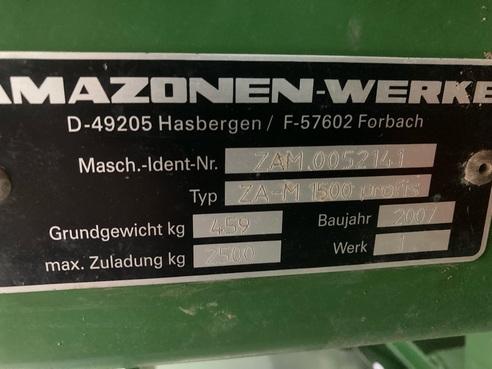 AMAZONEN-WERKE
D-49205 Hasbergen / F-57602 Forbach
Masch.-Ident-Nr. ZAM.0052141
Typ ZA-M 1500 profis
Grundgewicht kg 459 Baujahr 2007
max. Zuladung kg 2500 Werk 1